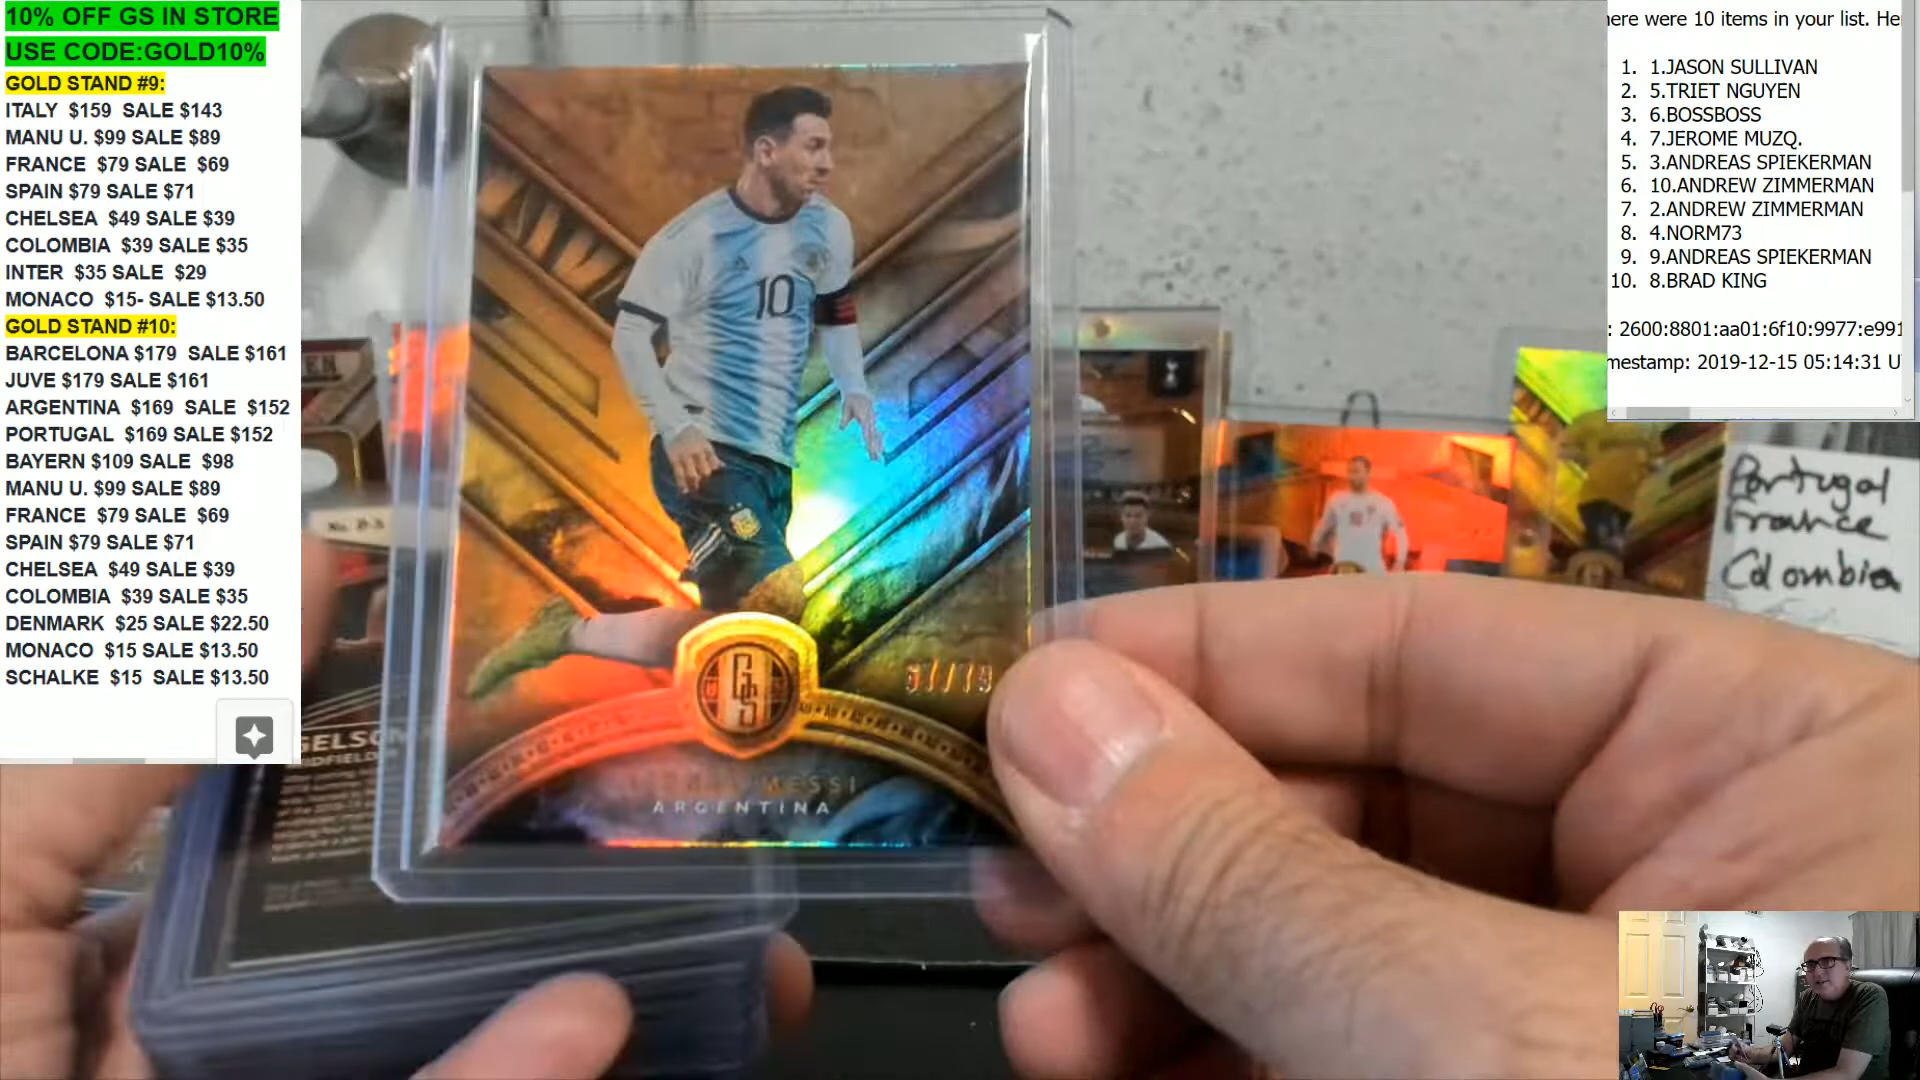 10% OFF GS IN STORE
USE CODE:GOLD10%
GOLD STAND #9:
ITALY $159 SALE $143
MANU U. $99 SALE $89
FRANCE $79 SALE $69
SPAIN $79 SALE $71
CHELSEA $49 SALE $39
COLOMBIA $39 SALE $35
INTER $35 SALE $29
MONACO $15- SALE $13.50
GOLD STAND #10:
BARCELONA $179 SALE $161
JUVE $179 SALE $161
ARGENTINA $169 SALE $152
PORTUGAL $169 SALE $152
BAYERN $109 SALE $98
MANU U. $99 SALE $89
FRANCE $79 SALE $69
SPAIN $79 SALE $71
CHELSEA $49 SALE $39
COLOMBIA $39 SALE $35
DENMARK $25 SALE $22.50
MONACO $15 SALE $13.50
SCHALKE $15 SALE $13.50
10
GS
MESSI
ARGENTINA
ere were 10 items in your list. He
1. 1.JASON SULLIVAN
2. 5.TRIET NGUYEN
3. 6.BOSSBOSS
4. 7.JEROME MUZQ.
5. 3.ANDREAS SPIEKERMAN
6. 10.ANDREW ZIMMERMAN
7. 2.ANDREW ZIMMERMAN
8. 4.NORM73
9. 9.ANDREAS SPIEKERMAN
10. 8.BRAD KING
: 2600:8801:aa01:6f10:9977:e991
mestamp: 2019-12-15 05:14:31 U
Portugal
France
Colombia